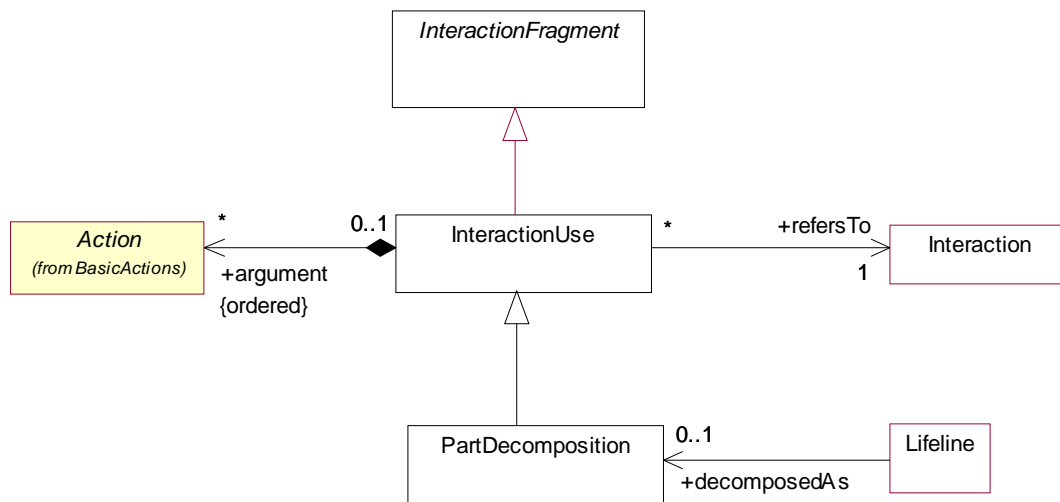 InteractionFragment
*
0..1
Action
(from BasicActions)
InteractionUse
*
+refersTo
Interaction
+argument
1
{ordered}
PartDecomposition
0..1
Lifeline
+decomposedAs